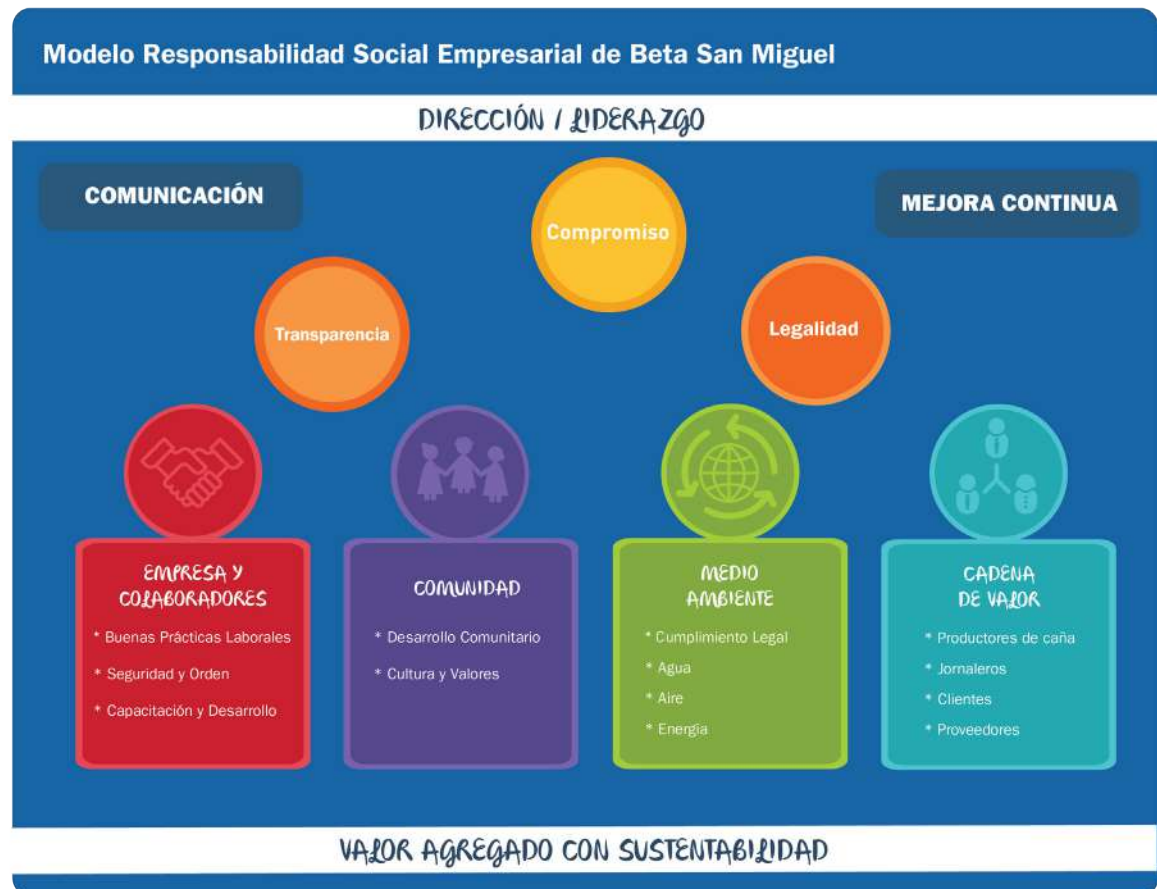 Modelo Responsabilidad Social Empresarial de Beta San Miguel
DIRECCIÓN / LIDERAZGO
COMUNICACIÓN
Compromiso
MEJORA CONTINUA
Transparencia
Legalidad
EMPRESA Y
COLABORADORES
* Buenas Prácticas Laborales
* Seguridad y Orden
* Capacitación y Desarrollo
COMUNIDAD
* Desarrollo Comunitario
* Cultura y Valores
MEDIO
AMBIENTE
* Cumplimiento Legal
* Agua
* Aire
* Energia
CADENA
DE VALOR
* Productores de caña
* Jornaleros
* Clientes
* Proveedores
VALOR AGREGADO CON SUSTENTABILIDAD